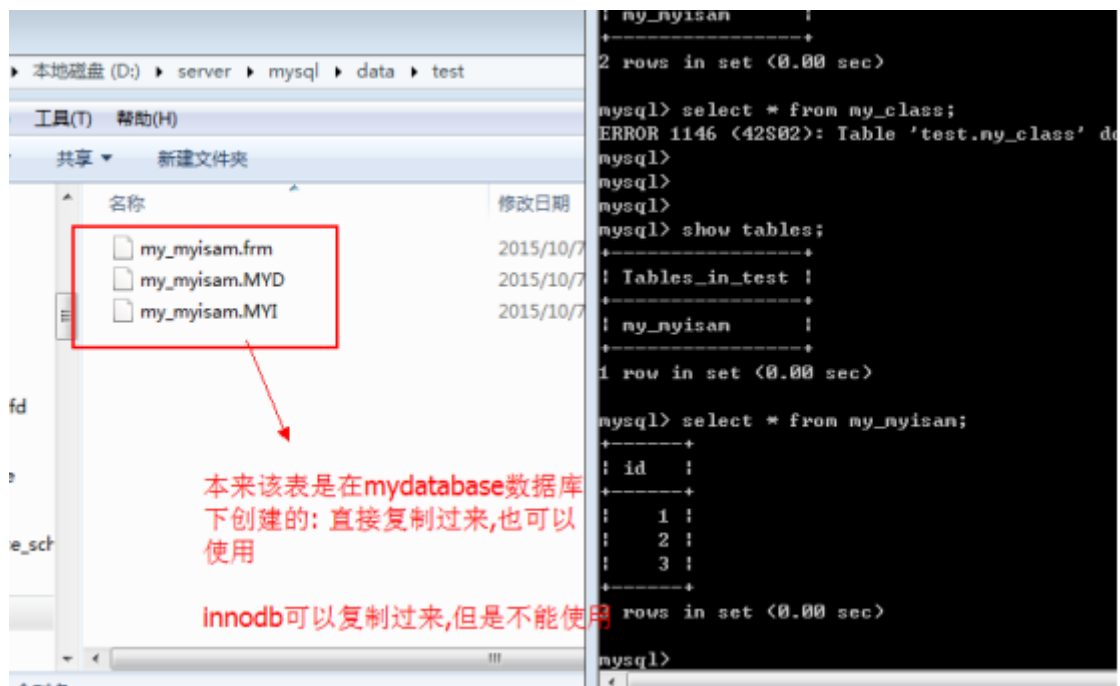 本地磁盘 (D:) ▸ server ▸ mysql ▸ data ▸ test
工具(T) 帮助(H)
共享 新建文件夹
名称 修改日期
my_myisam.frm 2015/10/7
my_myisam.MYD 2015/10/7
my_myisam.MYI 2015/10/7
fd
e_sch
本来该表是在mydatabase数据库
下创建的: 直接复制过来,也可以
使用
innodb可以复制过来,但是不能使用
| my_myisam |
+-----------------+
2 rows in set (0.00 sec)
mysql> select * from my_class;
ERROR 1146 (42S02): Table 'test.my_class' do
mysql>
mysql>
mysql>
mysql> show tables;
+-----------------+
| Tables_in_test |
+-----------------+
| my_myisam |
+-----------------+
1 row in set (0.00 sec)
mysql> select * from my_myisam;
+------+
| id |
+------+
| 1 |
| 2 |
| 3 |
+------+
rows in set (0.00 sec)
mysql>